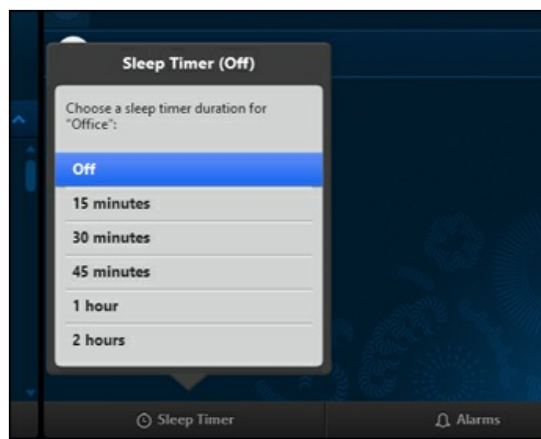 Sleep Timer (Off)
Choose a sleep timer duration for
"Office":
Off
15 minutes
30 minutes
45 minutes
1 hour
2 hours
Sleep Timer
Alarms